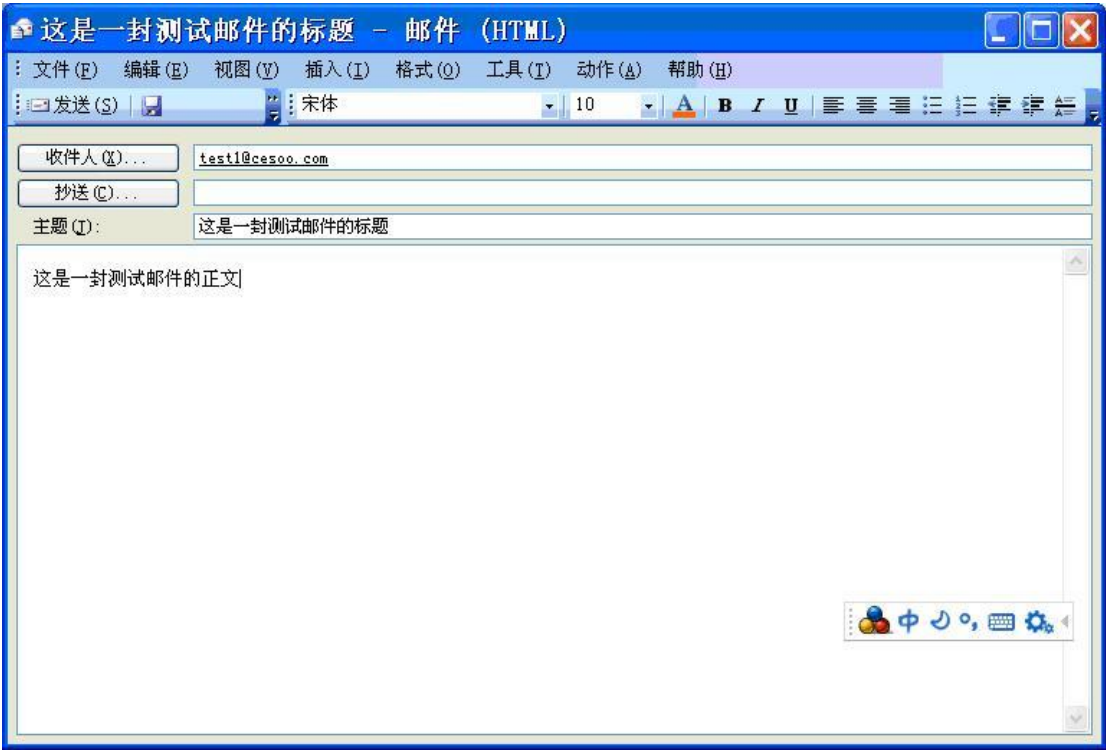 这是一封测试邮件的标题 - 邮件 (HTML)
文件(F) 编辑(E) 视图(V) 插入(I) 格式(O) 工具(T) 动作(A) 帮助(H)
发送(S) 宋体 10 A B I U
收件人(X)... test1@cesoo.com
抄送(C)...
主题(T): 这是一封测试邮件的标题
这是一封测试邮件的正文
中